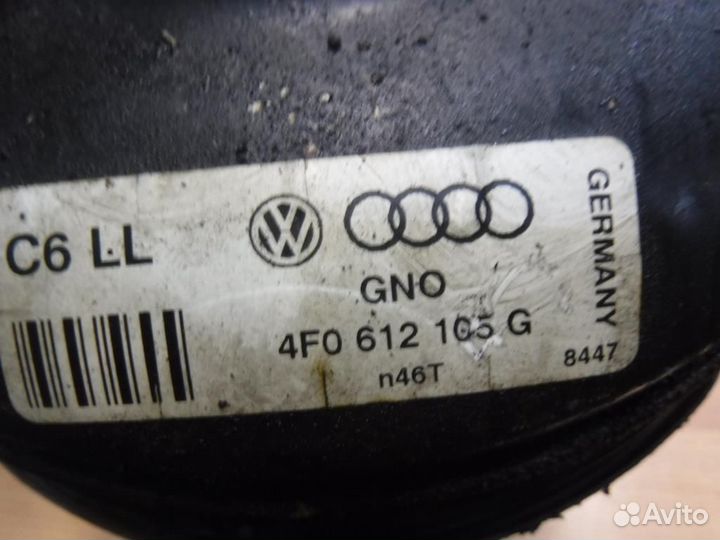 C6 LL
GERMANY
GNO
4F0 612 105 G
n46T
8447
Avito